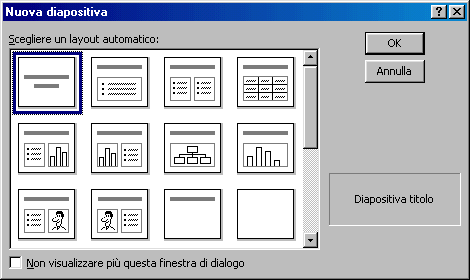 Nuova diapositiva
Scegliere un layout automatico:
OK
Annulla
Diapositiva titolo
Non visualizzare più questa finestra di dialogo